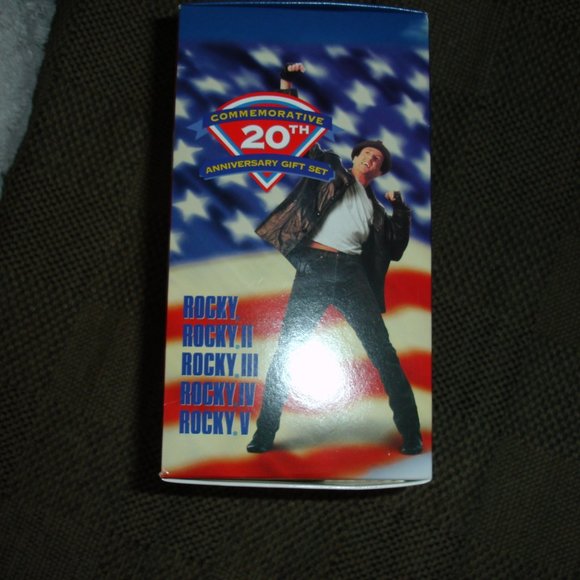 COMMEMORATIVE
20TH
ANNIVERSARY GIFT SET
ROCKY
ROCKY II
ROCKY III
ROCKY IV
ROCKY V